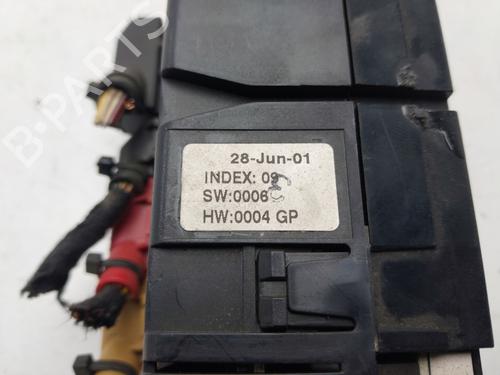 B-PARTS
28-Jun-01
INDEX: 09
SW:0006
HW:0004 GP